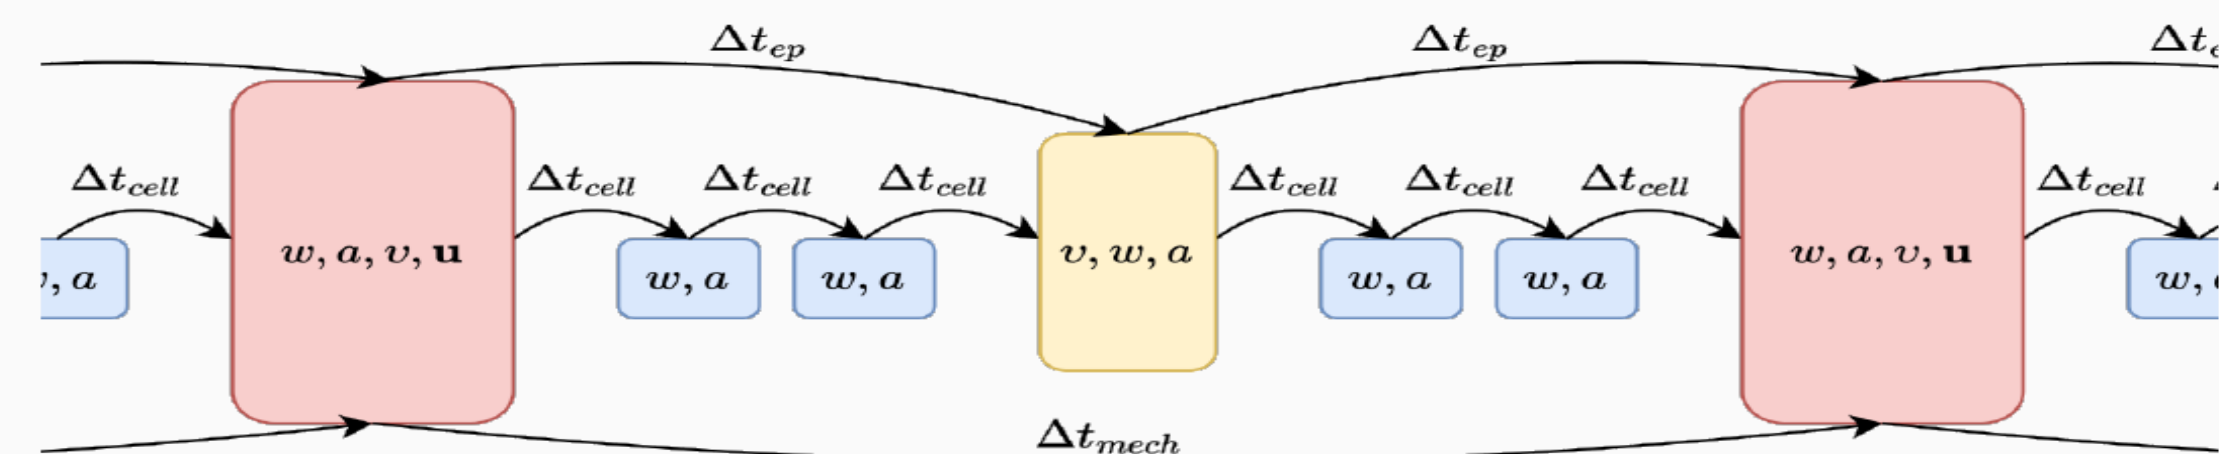 Δt_ep Δt_ep
Δt_cell Δt_cell Δt_cell Δt_cell Δt_cell Δt_cell Δt_cell Δt_cell
, a w, a, υ, u w, a w, a υ, w, a w, a w, a w, a, υ, u w,
Δt_mech